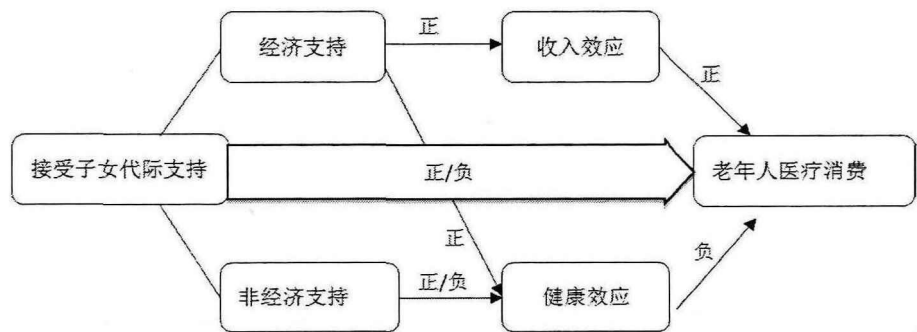 经济支持
正
收入效应
正
接受子女代际支持
正/负
老年人医疗消费
正
负
非经济支持
正/负
健康效应